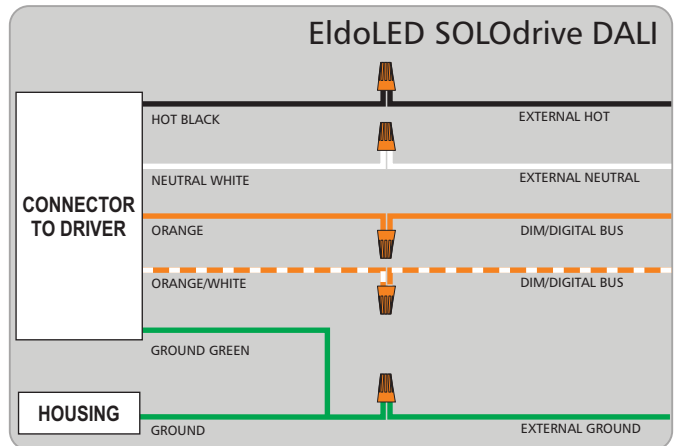 EldoLED SOLOdrive DALI
HOT BLACK
EXTERNAL HOT
NEUTRAL WHITE
EXTERNAL NEUTRAL
CONNECTOR
TO DRIVER
ORANGE
DIM/DIGITAL BUS
ORANGE/WHITE
DIM/DIGITAL BUS
GROUND GREEN
HOUSING
GROUND
EXTERNAL GROUND